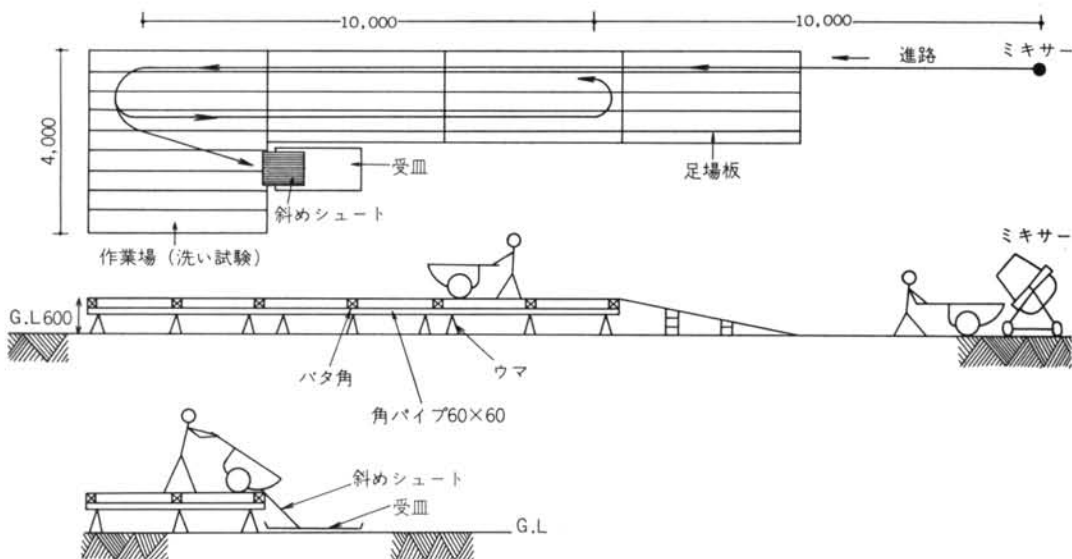 10,000
10,000
進路
ミキサー
4,000
受皿
足場板
斜めシュート
作業場(洗い試験)
ミキサー
G.L600
バタ角
ウマ
角パイプ60×60
斜めシュート
受皿
G.L